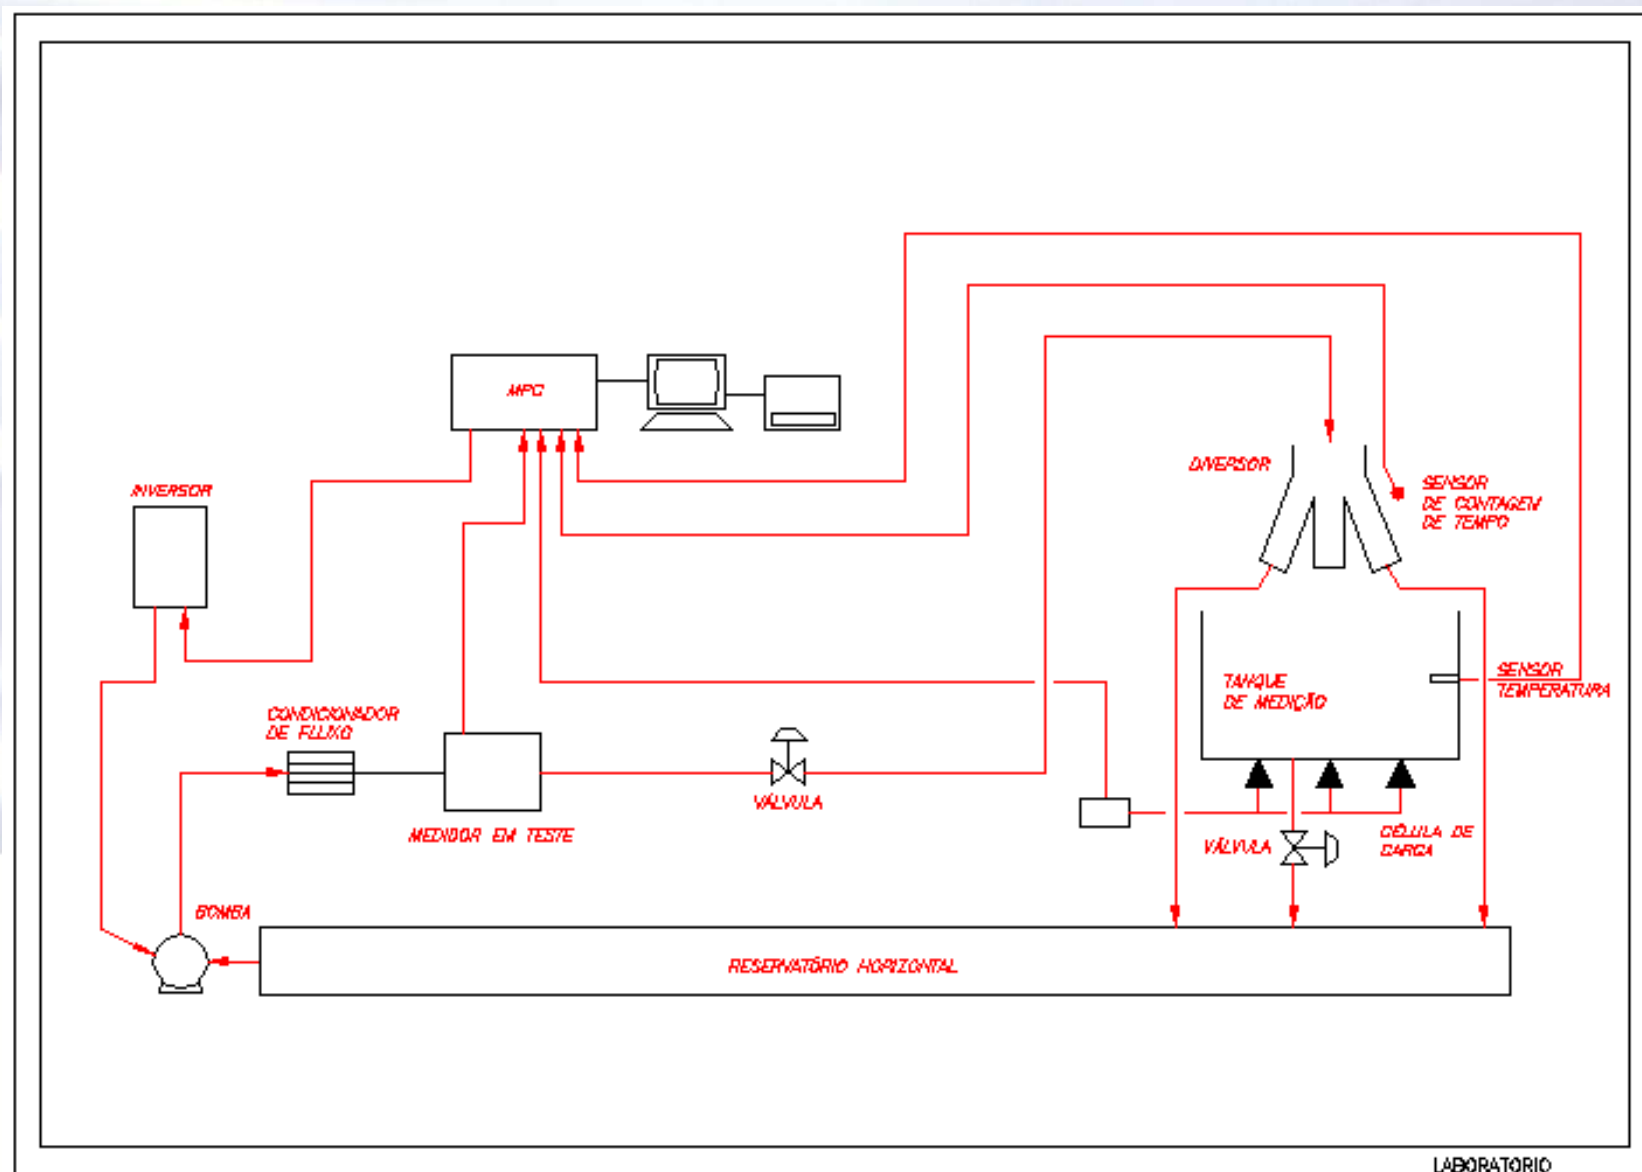 MPC
INVERSOR
DIVERSOR
SENSOR
DE CONTAGEM
DE TEMPO
CONDICIONADOR
DE FLUXO
TANQUE
DE MEDIÇÃO
SENSOR
TEMPERATURA
VÁLVULA
MEDIDOR EM TESTE
VÁLVULA
CÉLULA DE
CARGA
BOMBA
RESERVATÓRIO HORIZONTAL
LABORATORIO